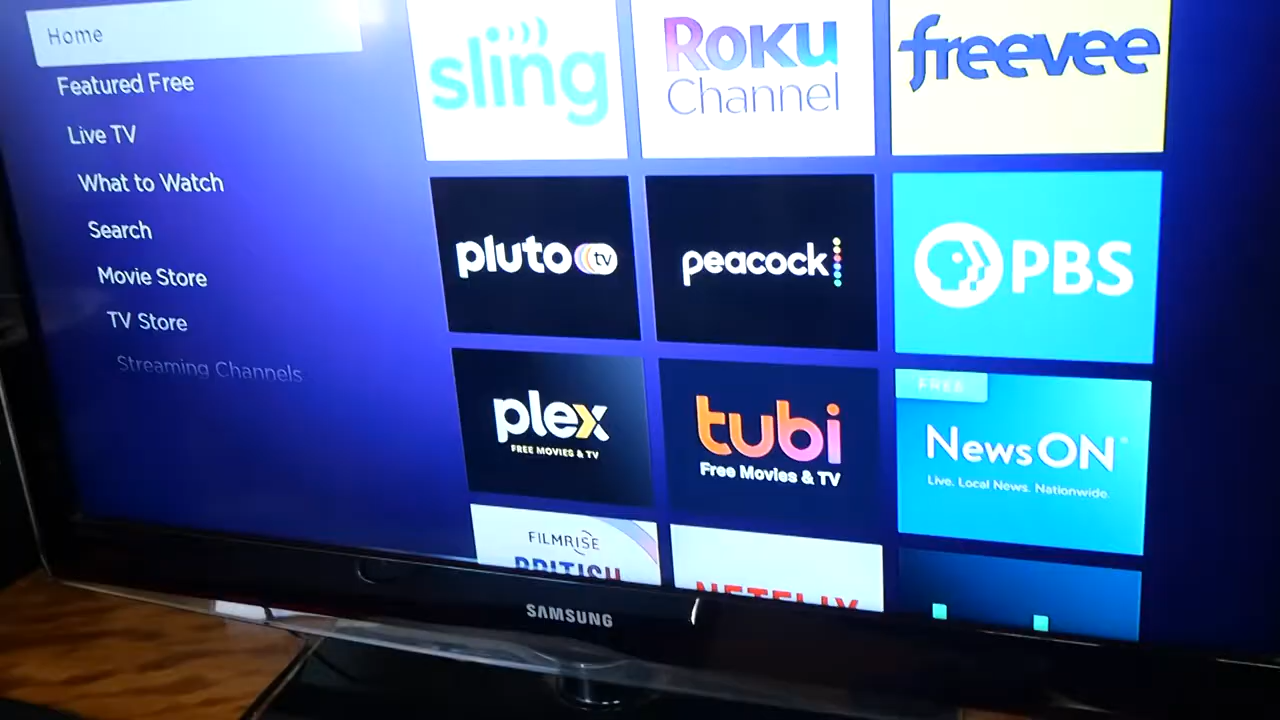 Home
Featured Free
Live TV
What to Watch
Search
Movie Store
TV Store
Streaming Channels
sling
Roku
Channel
freevee
pluto tv
peacock
PBS
plex
FREE MOVIES & TV
tubi
Free Movies & TV
FREE
NewsON
Live. Local News. Nationwide.
FILMRISE
BRITISH
NETFLIX
SAMSUNG